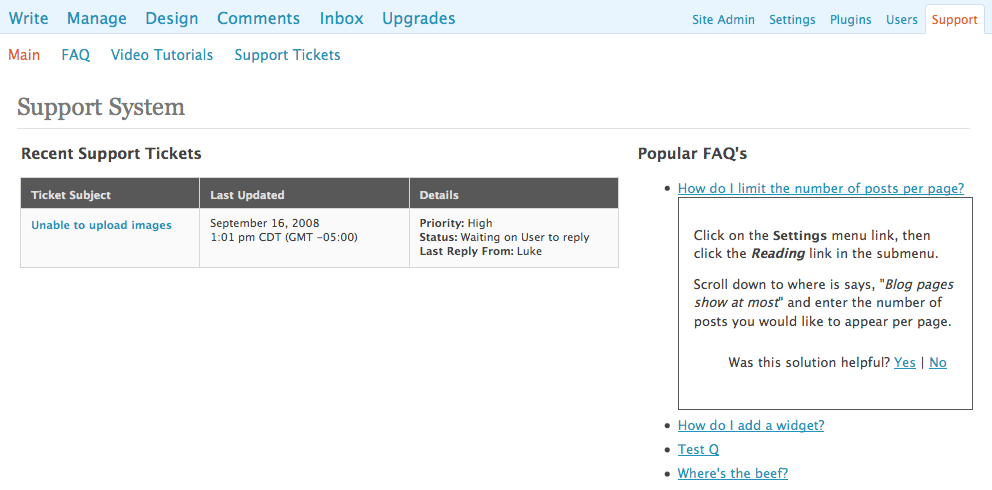 Write Manage Design Comments Inbox Upgrades Site Admin Settings Plugins Users Support
Main FAQ Video Tutorials Support Tickets
Support System
Recent Support Tickets
Ticket Subject Last Updated Details
Unable to upload images
September 16, 2008
1:01 pm CDT (GMT -05:00)
Priority: High
Status: Waiting on User to reply
Last Reply From: Luke
Popular FAQ's
• How do I limit the number of posts per page?
Click on the Settings menu link, then
click the Reading link in the submenu.
Scroll down to where is says, "Blog pages
show at most" and enter the number of
posts you would like to appear per page.
Was this solution helpful? Yes | No
• How do I add a widget?
• Test Q
• Where's the beef?